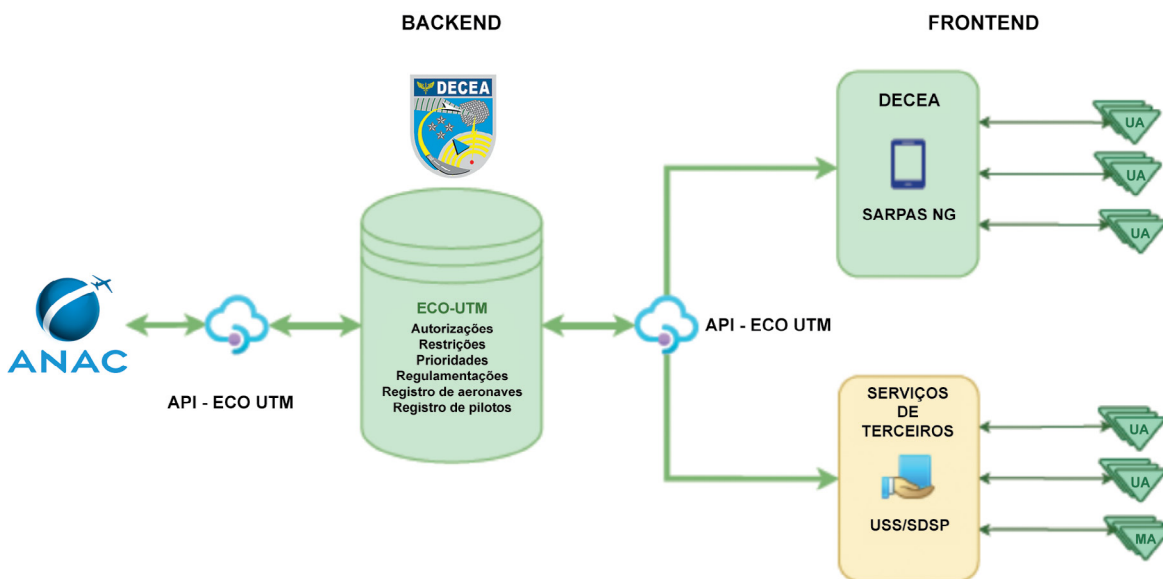 BACKEND
FRONTEND
DECEA
ANAC
API - ECO UTM
ECO-UTM
Autorizações
Restrições
Prioridades
Regulamentações
Registro de aeronaves
Registro de pilotos
API - ECO UTM
DECEA
SARPAS NG
UA
UA
UA
SERVIÇOS
DE
TERCEIROS
USS/SDSP
UA
UA
MA